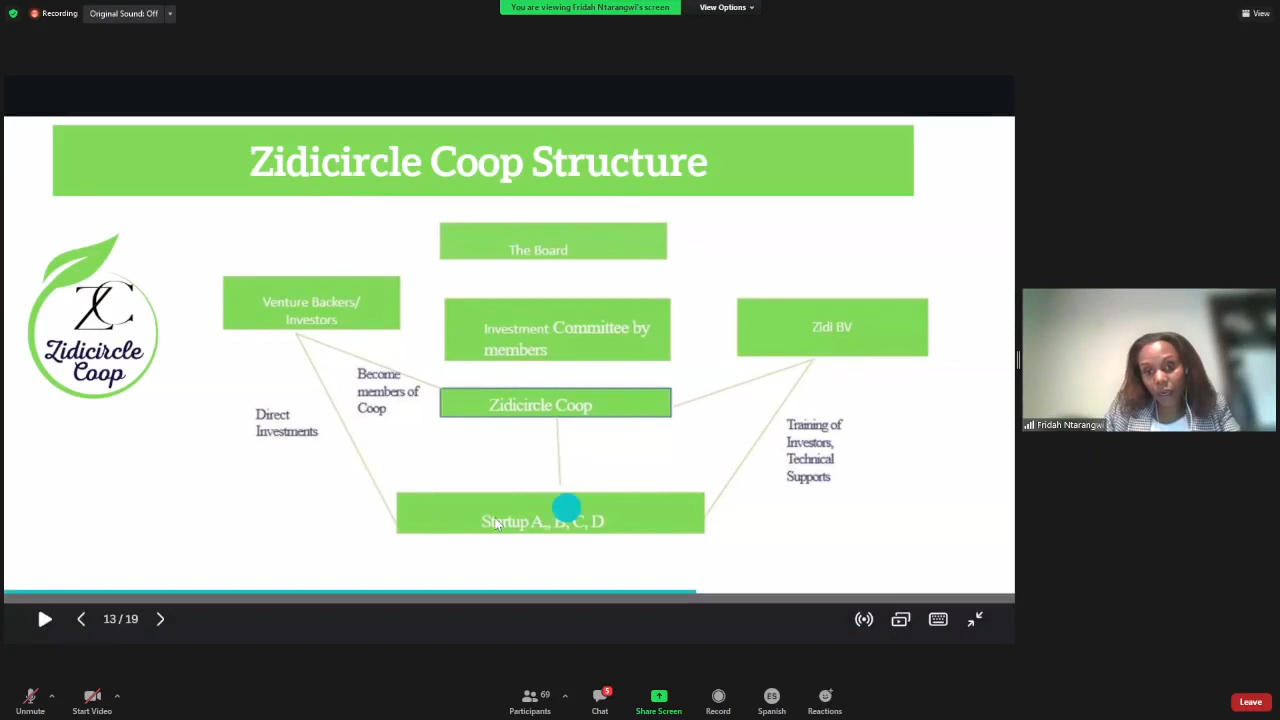 Recording
Original Sound: Off
You are viewing Fridah Ntarangwi's screen
View Options
View
Zidicircle Coop Structure
ZC
Zidicircle
Coop
The Board
Venture Backers/
Investors
Investment Committee by
members
Zidi BV
Become
members of
Coop
Zidicircle Coop
Direct
Investments
Training of
Investors,
Technical
Supports
Startup A,, B, C, D
Fridah Ntarangwi
13 / 19
Unmute
Start Video
69
Participants
5
Chat
Share Screen
Record
ES
Spanish
Reactions
Leave